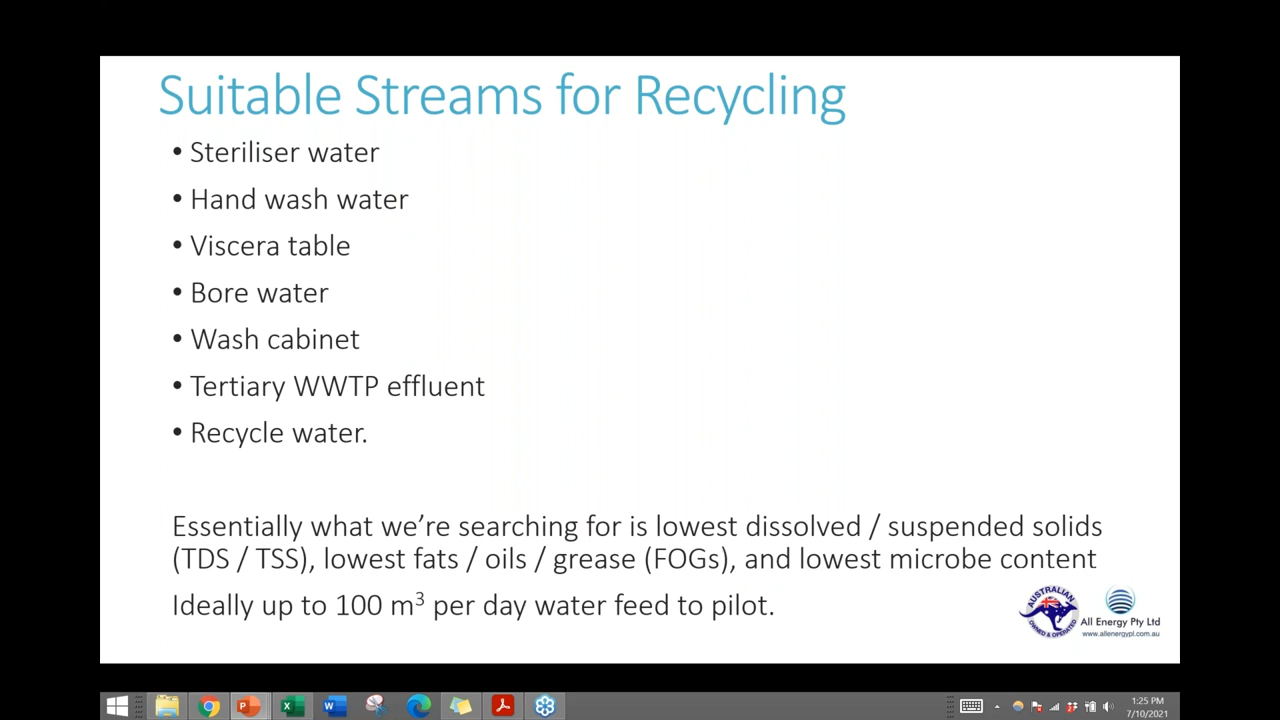 Suitable Streams for Recycling
• Steriliser water
• Hand wash water
• Viscera table
• Bore water
• Wash cabinet
• Tertiary WWTP effluent
• Recycle water.
Essentially what we’re searching for is lowest dissolved / suspended solids
(TDS / TSS), lowest fats / oils / grease (FOGs), and lowest microbe content
Ideally up to 100 m³ per day water feed to pilot.
AUSTRALIAN
OWNED & OPERATED
All Energy Pty Ltd
www.allenergypl.com.au
1:25 PM
7/10/2021